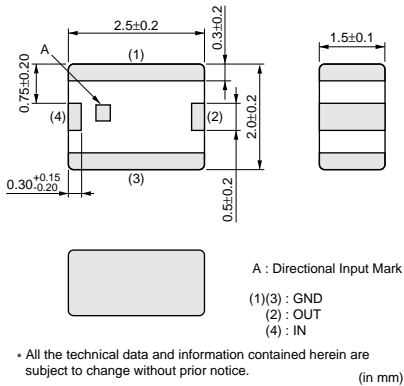 2.5±0.2
0.3±0.2
1.5±0.1
A
(1)
0.75±0.20
(4)
(2)
2.0±0.2
(3)
0.30+0.15
-0.20
0.5±0.2
A : Directional Input Mark
(1)(3) : GND
(2) : OUT
(4) : IN
* All the technical data and information contained herein are
subject to change without prior notice.
(in mm)